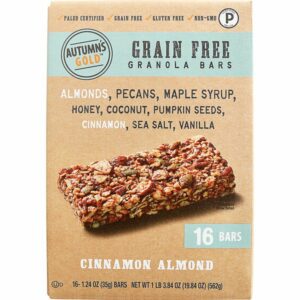 ✓PALEO CERTIFIED ✓GRAIN FREE ✓GLUTEN FREE ✓NON-GMO P
AUTUMN'S GOLD™
GRAIN FREE
GRANOLA BARS
ALMONDS, PECANS, MAPLE SYRUP,
HONEY, COCONUT, PUMPKIN SEEDS,
CINNAMON, SEA SALT, VANILLA
16 BARS
CINNAMON ALMOND
16-1.24 OZ (35g) BARS NET WT 1 LB 3.84 OZ (19.84 OZ) (562g)